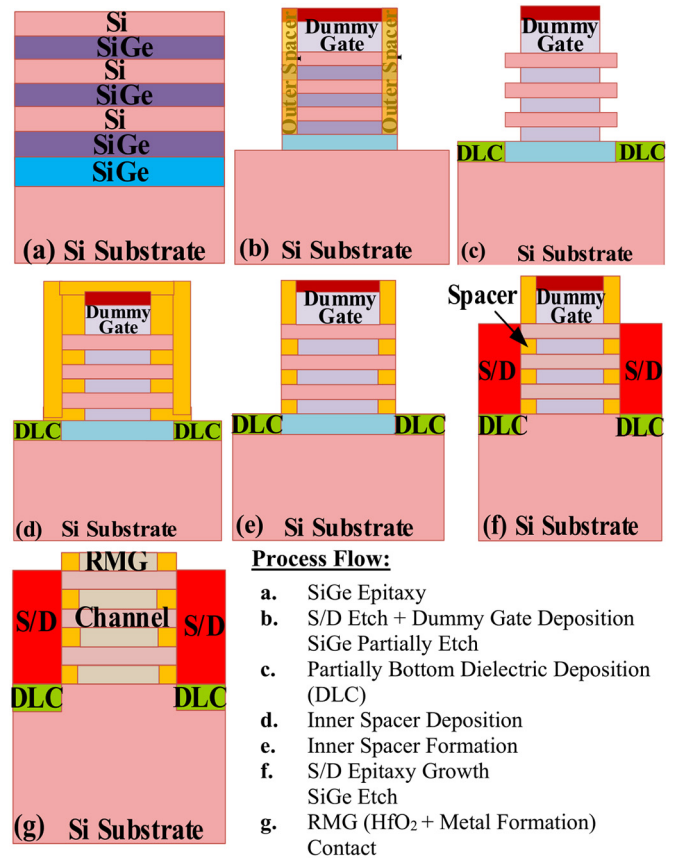 Si
SiGe
Si
SiGe
Si
SiGe
SiGe
(a) Si Substrate
Outer Spacer
Dummy
Gate
Outer Spacer
(b) Si Substrate
Dummy
Gate
DLC DLC
(c) Si Substrate
Dummy
Gate
DLC DLC
(d) Si Substrate
Dummy
Gate
DLC DLC
(e) Si Substrate
Spacer
Dummy
Gate
S/D S/D
DLC DLC
(f) Si Substrate
RMG
S/D Channel S/D
DLC DLC
(g) Si Substrate
Process Flow:
a. SiGe Epitaxy
b. S/D Etch + Dummy Gate Deposition
SiGe Partially Etch
c. Partially Bottom Dielectric Deposition
(DLC)
d. Inner Spacer Deposition
e. Inner Spacer Formation
f. S/D Epitaxy Growth
SiGe Etch
g. RMG (HfO₂ + Metal Formation)
Contact